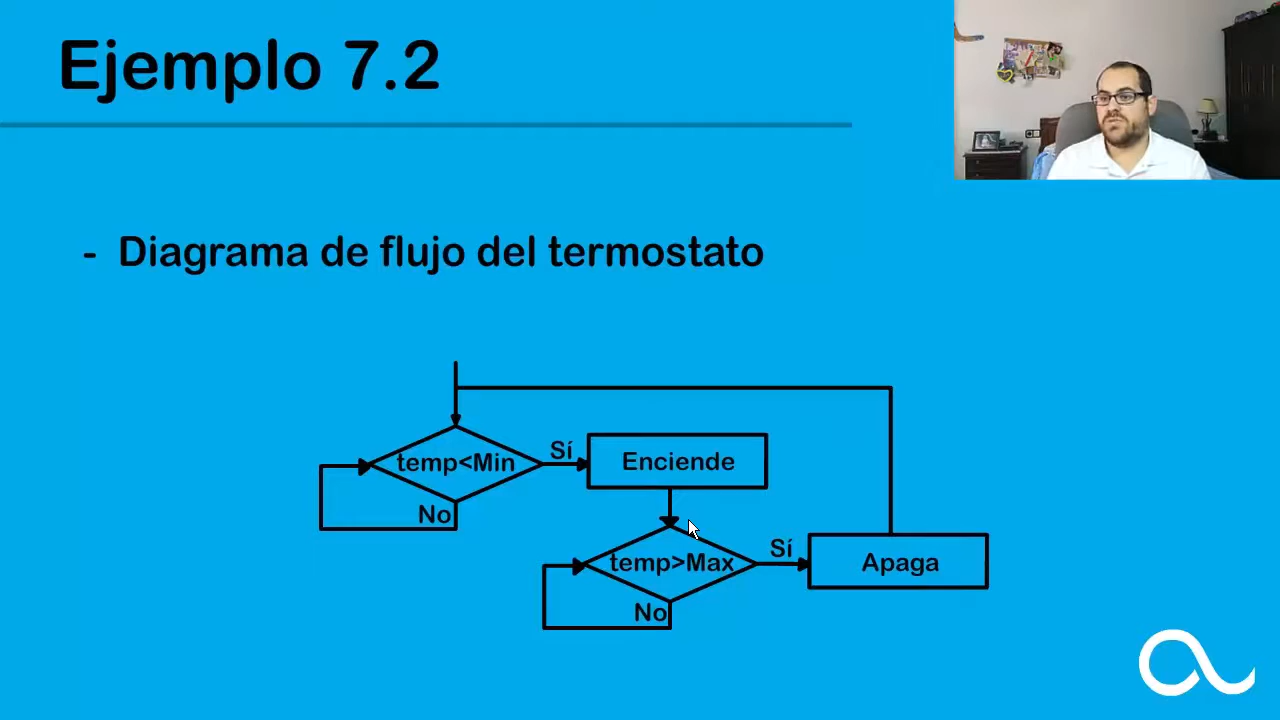 Ejemplo 7.2
- Diagrama de flujo del termostato
temp<Min
Sí
Enciende
No
temp>Max
Sí
Apaga
No